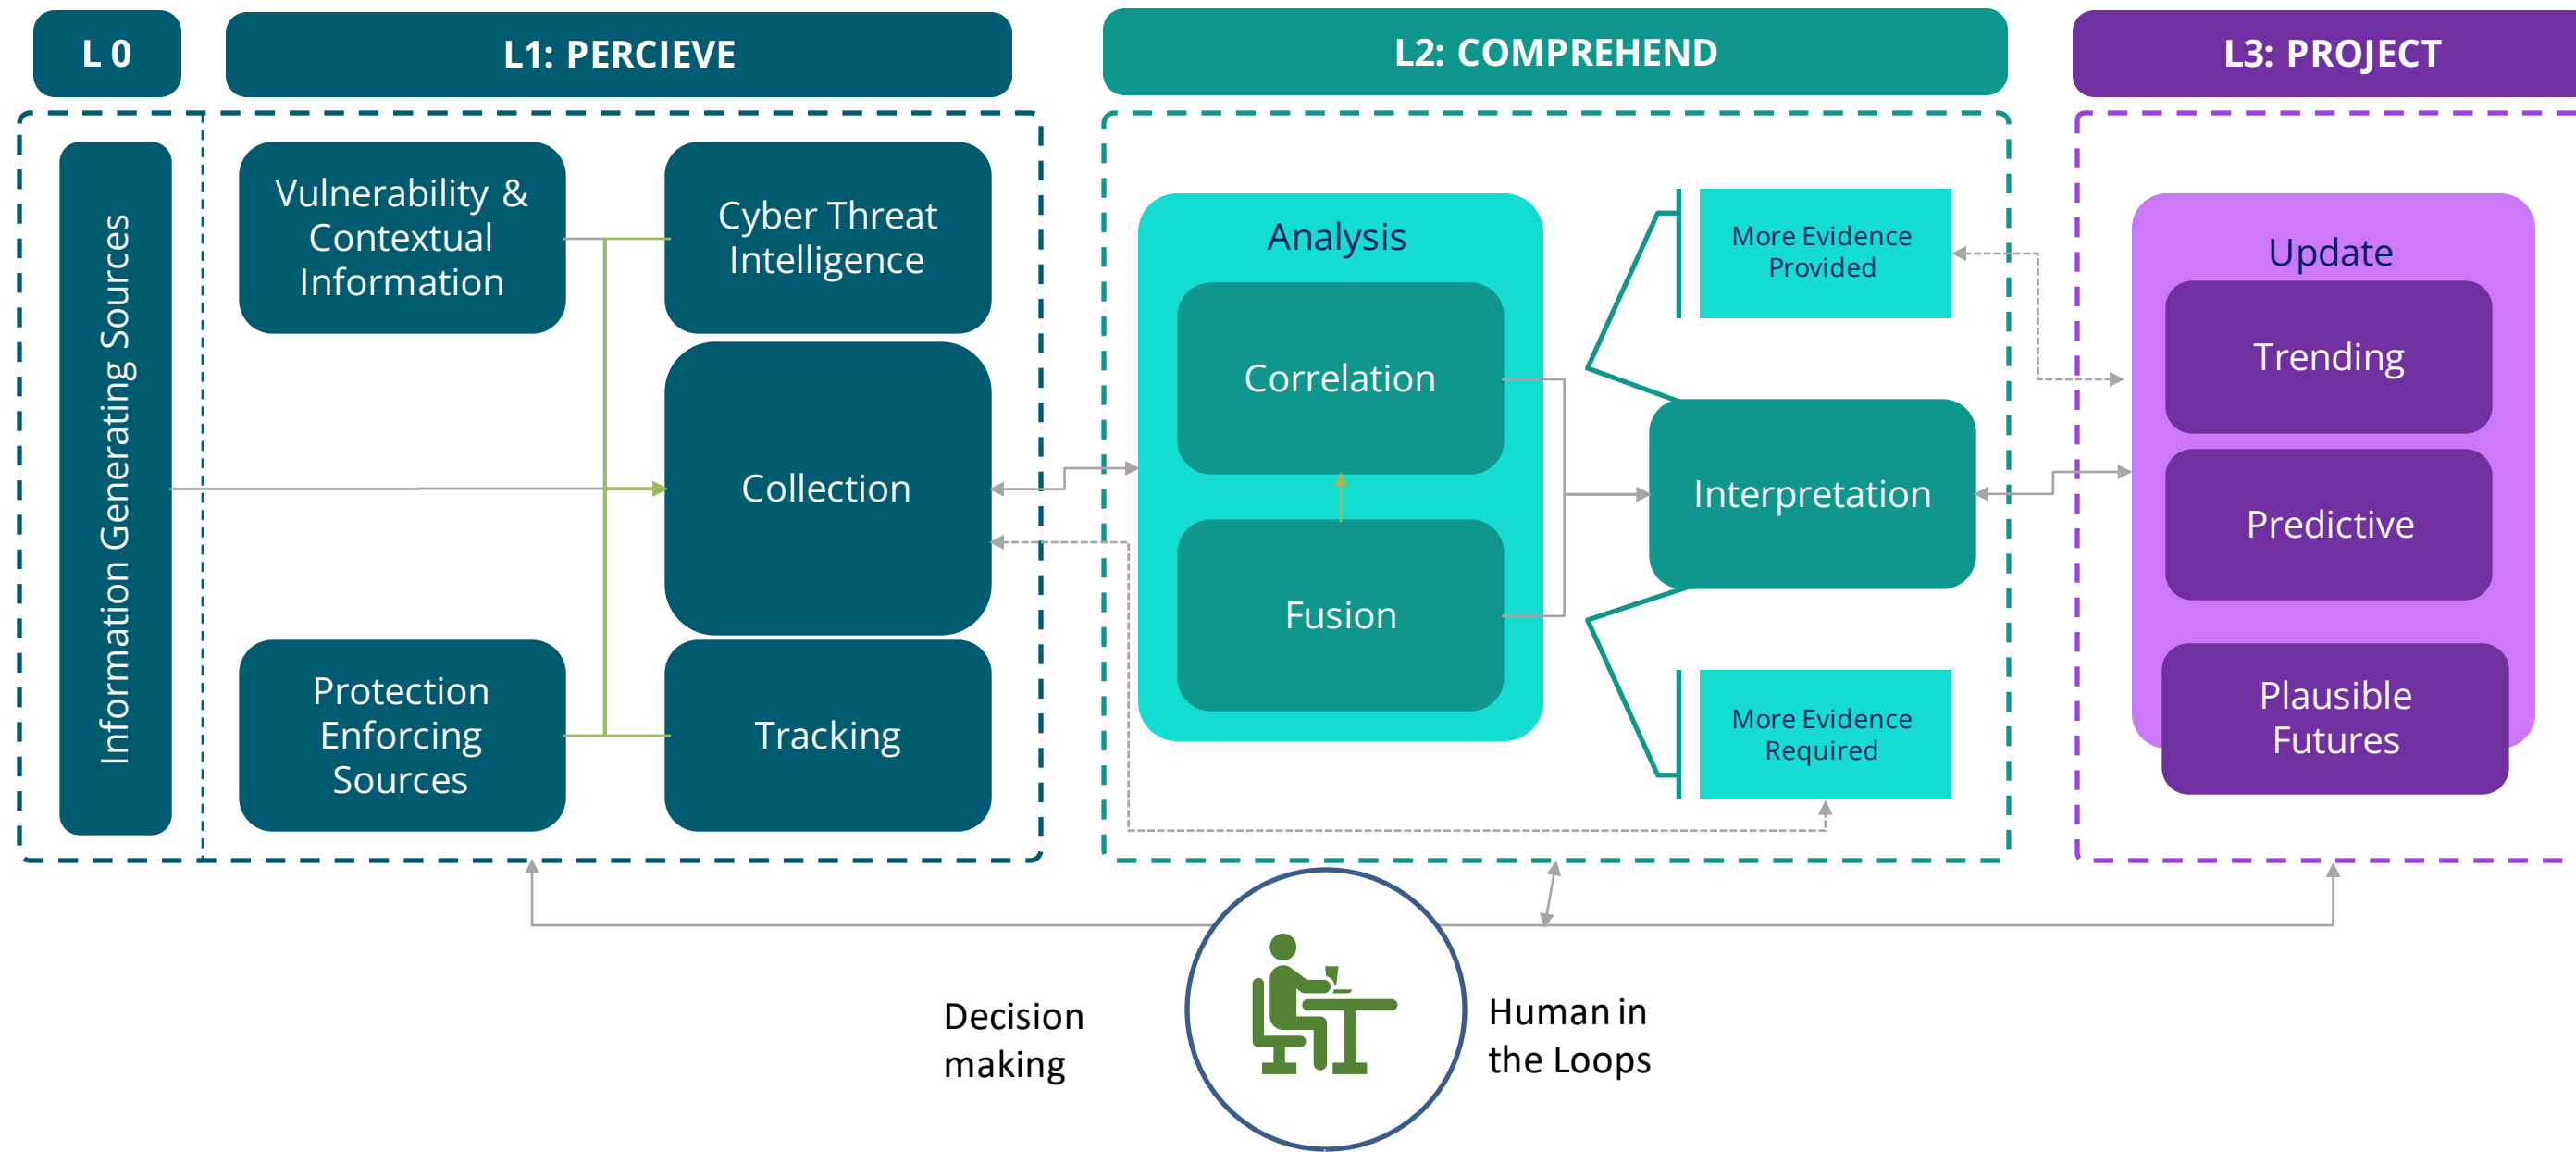 L 0
L1: PERCIEVE
L2: COMPREHEND
L3: PROJECT
Information Generating Sources
Vulnerability &
Contextual
Information
Cyber Threat
Intelligence
Collection
Protection
Enforcing
Sources
Tracking
Analysis
Correlation
Fusion
More Evidence
Provided
Interpretation
More Evidence
Required
Update
Trending
Predictive
Plausible
Futures
Decision
making
Human in
the Loops